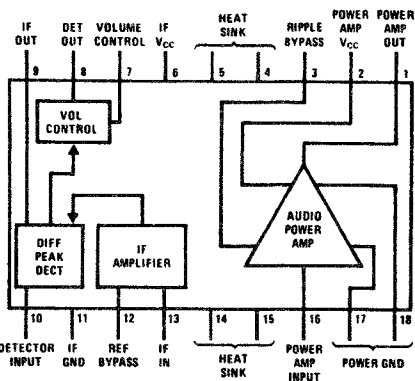 IF OUT
DET OUT
VOLUME CONTROL
IF VCC
HEAT SINK
RIPPLE BYPASS
POWER AMP VCC
POWER AMP OUT
9 8 7 6 5 4 3 2 1
VOL CONTROL
DIFF PEAK DECT
IF AMPLIFIER
AUDIO POWER AMP
10 11 12 13 14 15 16 17 18
DETECTOR INPUT
IF GND
REF BYPASS
IF IN
HEAT SINK
POWER AMP INPUT
POWER GND